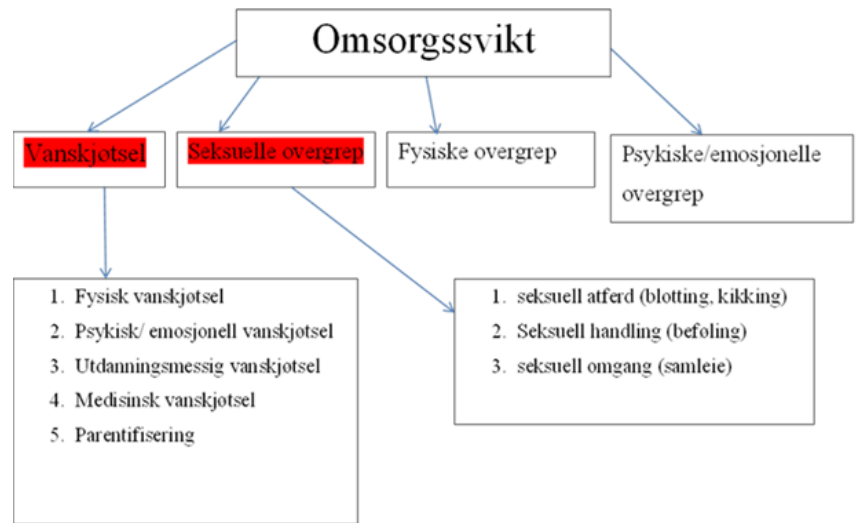 Omsorgssvikt
Vanskjøtsel
Seksuelle overgrep
Fysiske overgrep
Psykiske/emosjonelle
overgrep
1. Fysisk vanskjøtsel
2. Psykisk/ emosjonell vanskjøtsel
3. Utdanningsmessig vanskjøtsel
4. Medisinsk vanskjøtsel
5. Parentifisering
1. seksuell atferd (blotting, kikking)
2. Seksuell handling (befoling)
3. seksuell omgang (samleie)